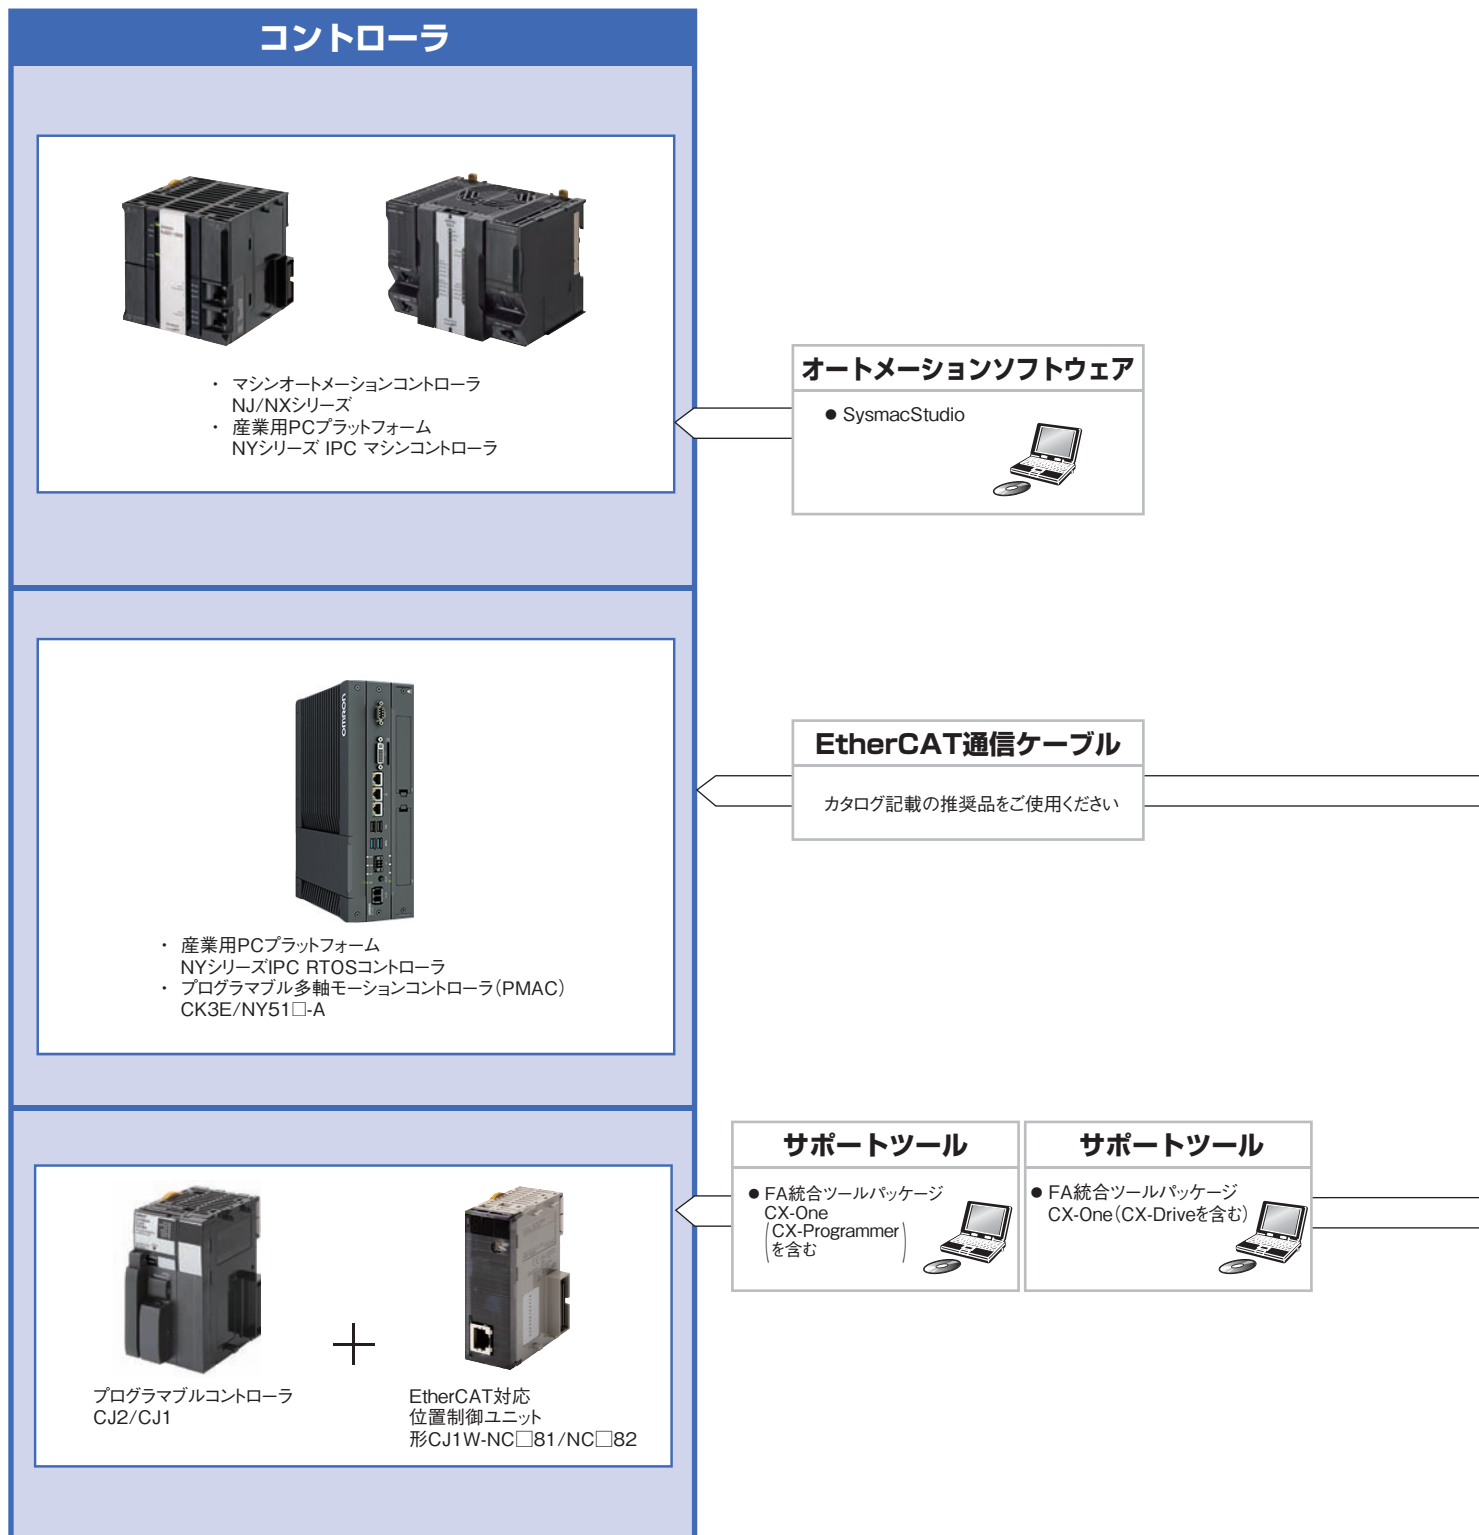 コントローラ
・ マシンオートメーションコントローラ
NJ/NXシリーズ
・ 産業用PCプラットフォーム
NYシリーズ IPC マシンコントローラ
オートメーションソフトウェア
● SysmacStudio
OMRON
・ 産業用PCプラットフォーム
NYシリーズIPC RTOSコントローラ
・ プログラマブル多軸モーションコントローラ（PMAC）
CK3E/NY51□-A
EtherCAT通信ケーブル
カタログ記載の推奨品をご使用ください
サポートツール
● FA統合ツールパッケージ
CX-One
（CX-Programmer
を含む）
サポートツール
● FA統合ツールパッケージ
CX-One（CX-Driveを含む）
プログラマブルコントローラ
CJ2/CJ1
＋
EtherCAT対応
位置制御ユニット
形CJ1W-NC□81/NC□82